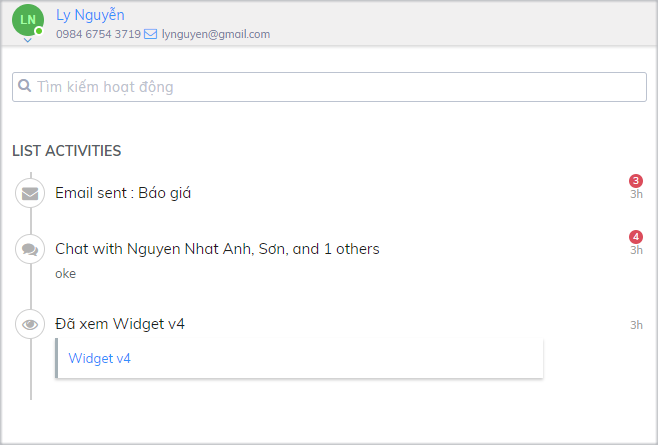 LN
Ly Nguyễn
0984 6754 3719 lynguyen@gmail.com
Tìm kiếm hoạt động
LIST ACTIVITIES
3
Email sent : Báo giá 3h
4
Chat with Nguyen Nhat Anh, Sơn, and 1 others 3h
oke
Đã xem Widget v4 3h
Widget v4